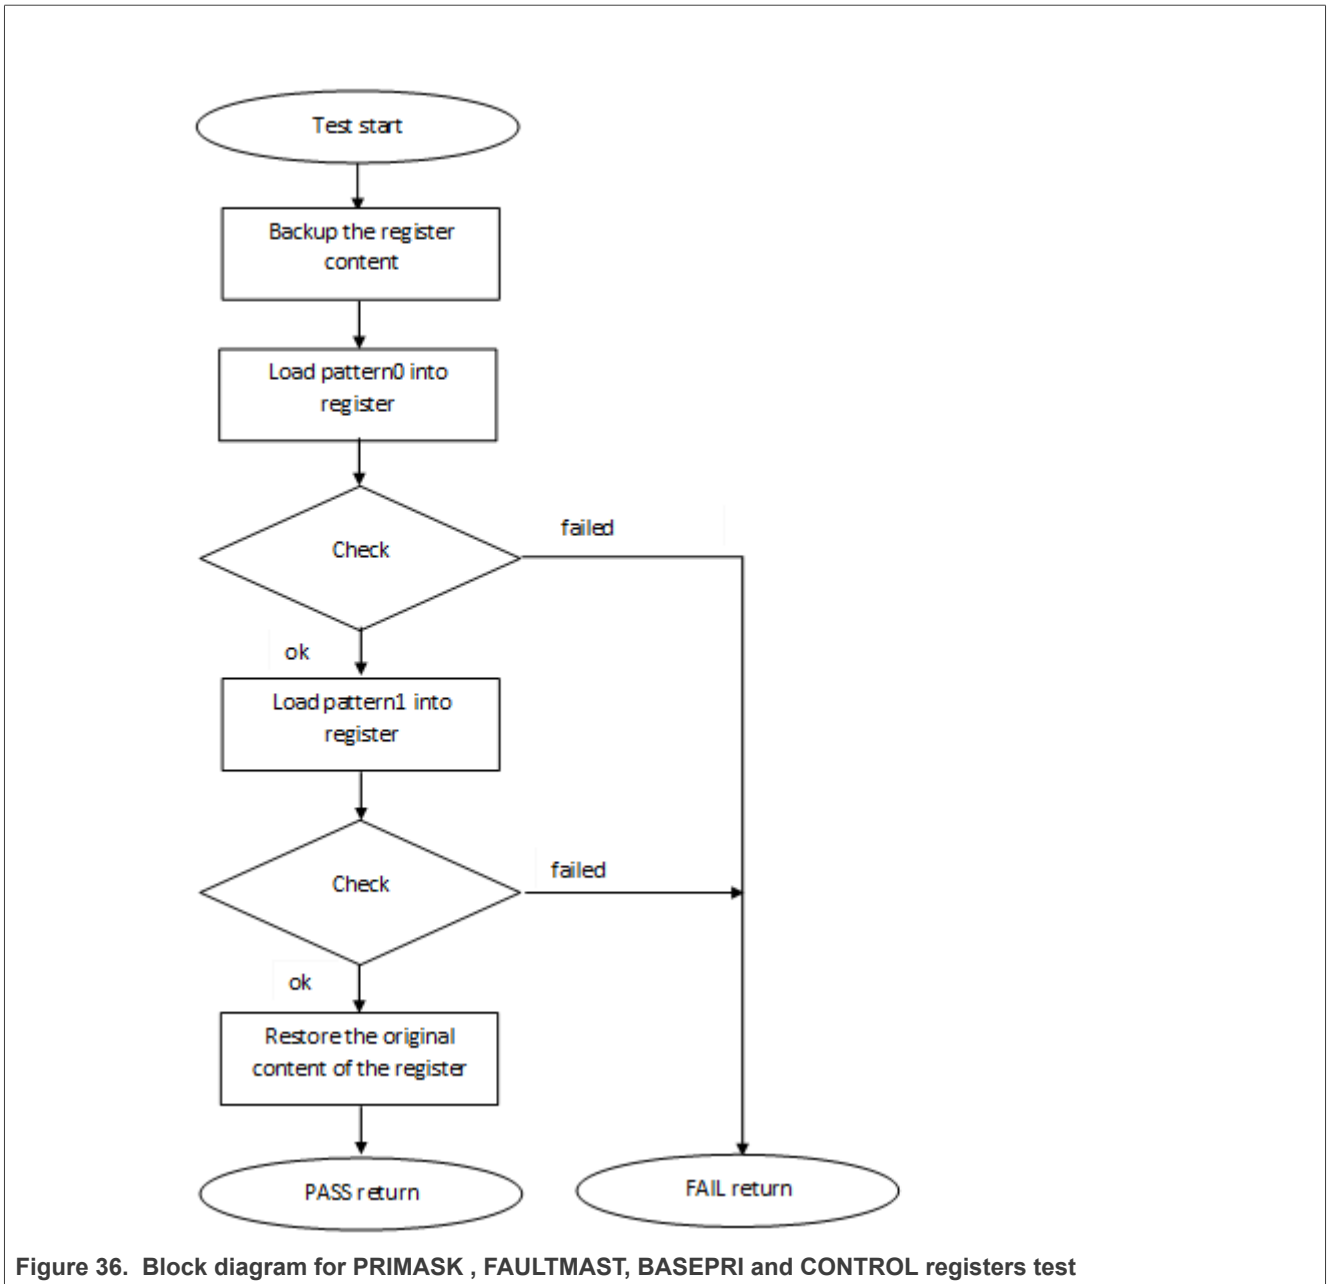 Test start
Backup the register
content
Load pattern0 into
register
Check
failed
ok
Load pattern1 into
register
Check
failed
ok
Restore the original
content of the register
PASS return
FAIL return
Figure 36. Block diagram for PRIMASK , FAULTMAST, BASEPRI and CONTROL registers test